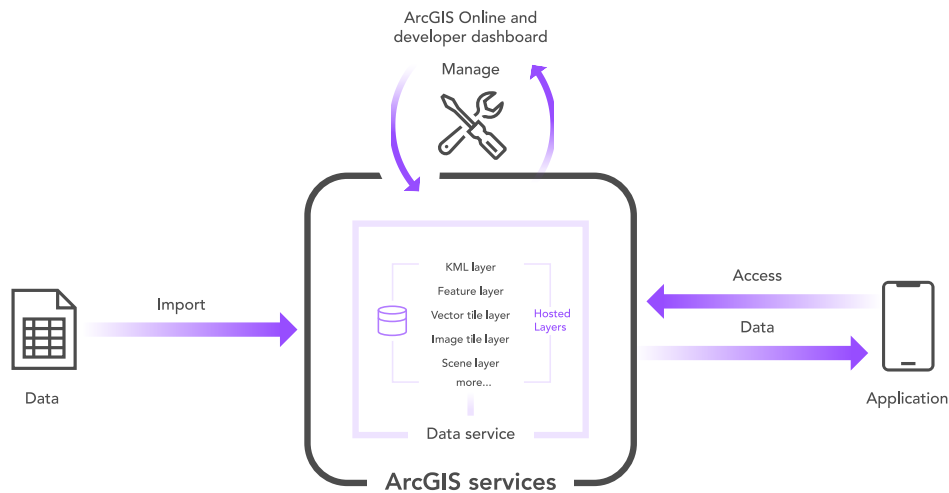 ArcGIS Online and
developer dashboard
Manage
Import
Data
KML layer
Feature layer
Vector tile layer
Image tile layer
Scene layer
more...
Hosted
Layers
Data service
ArcGIS services
Access
Data
Application